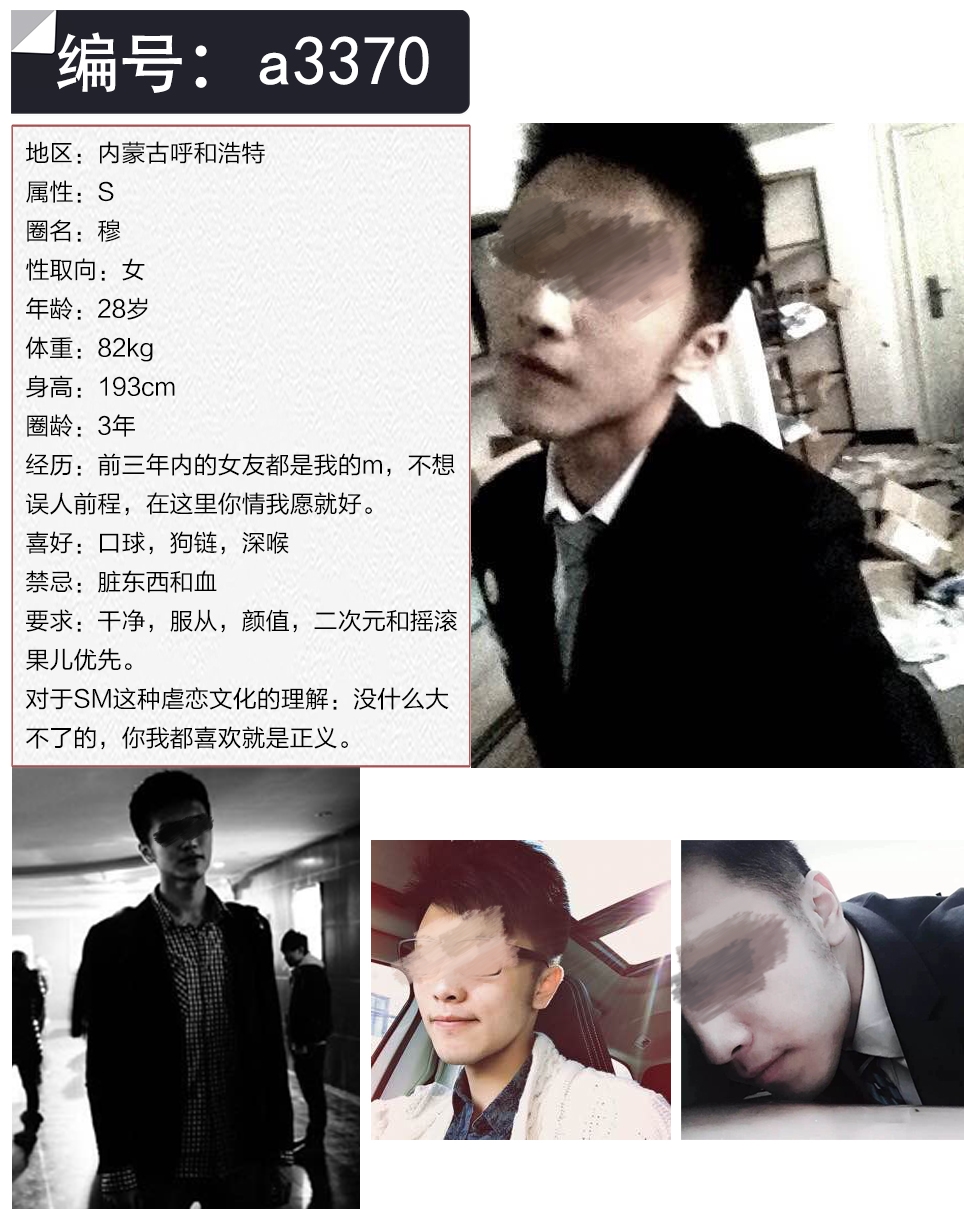 编号：a3370
地区：内蒙古呼和浩特
属性：S
圈名：穆
性取向：女
年龄：28岁
体重：82kg
身高：193cm
圈龄：3年
经历：前三年内的女友都是我的m，不想
误人前程，在这里你情我愿就好。
喜好：口球，狗链，深喉
禁忌：脏东西和血
要求：干净，服从，颜值，二次元和摇滚
果儿优先。
对于SM这种虐恋文化的理解：没什么大
不了的，你我都喜欢就是正义。